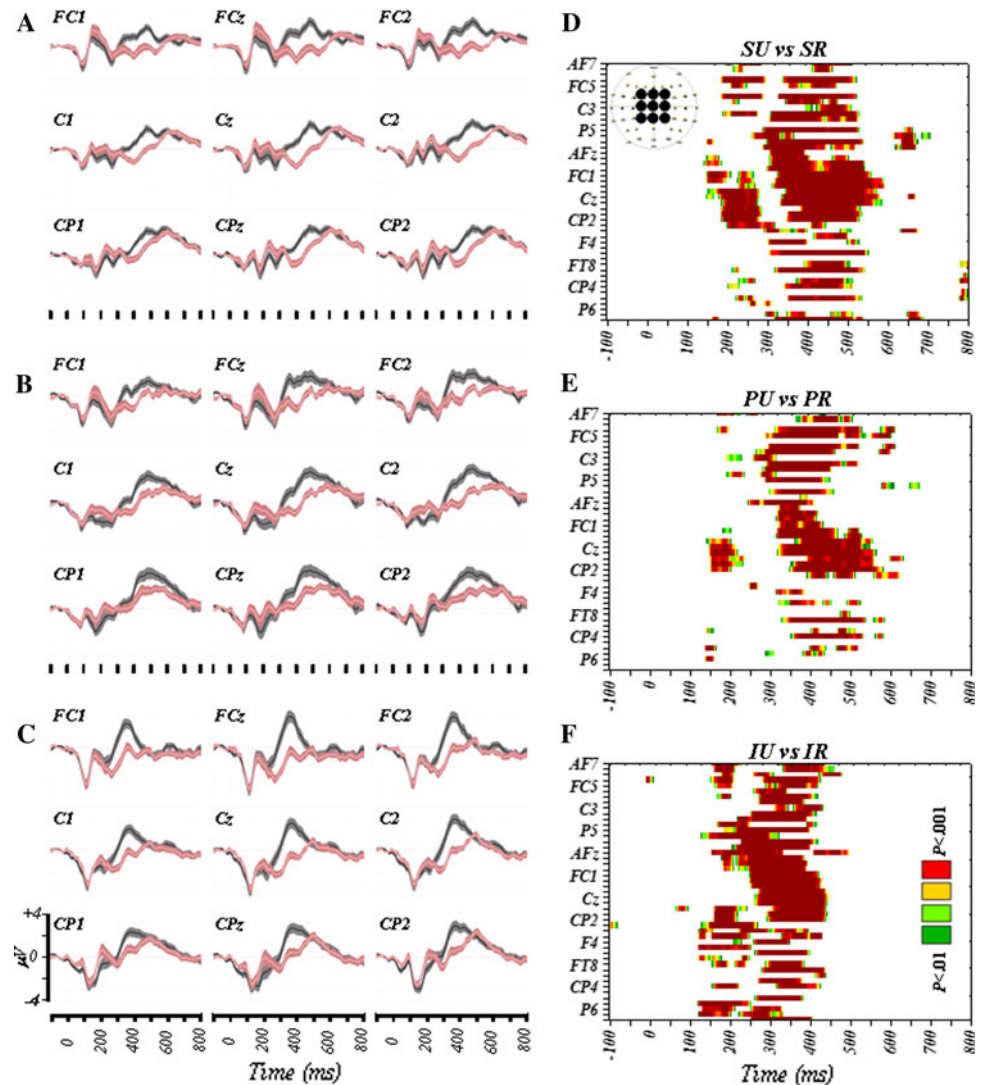 A
FC1 FCz FC2
C1 Cz C2
CP1 CPz CP2
B
FC1 FCz FC2
C1 Cz C2
CP1 CPz CP2
C
FC1 FCz FC2
C1 Cz C2
CP1 CPz CP2
+4
0
-4
μV
0 200 400 600 800 0 200 400 600 800 0 200 400 600 800
Time (ms)
D
SU vs SR
AF7
FC5
C3
P5
AFz
FC1
Cz
CP2
F4
FT8
CP4
P6
-100 0 100 200 300 400 500 600 700 800
E
PU vs PR
AF7
FC5
C3
P5
AFz
FC1
Cz
CP2
F4
FT8
CP4
P6
-100 0 100 200 300 400 500 600 700 800
F
IU vs IR
AF7
FC5
C3
P5
AFz
FC1
Cz
CP2
F4
FT8
CP4
P6
P<.001
P<.01
-100 0 100 200 300 400 500 600 700 800
Time (ms)